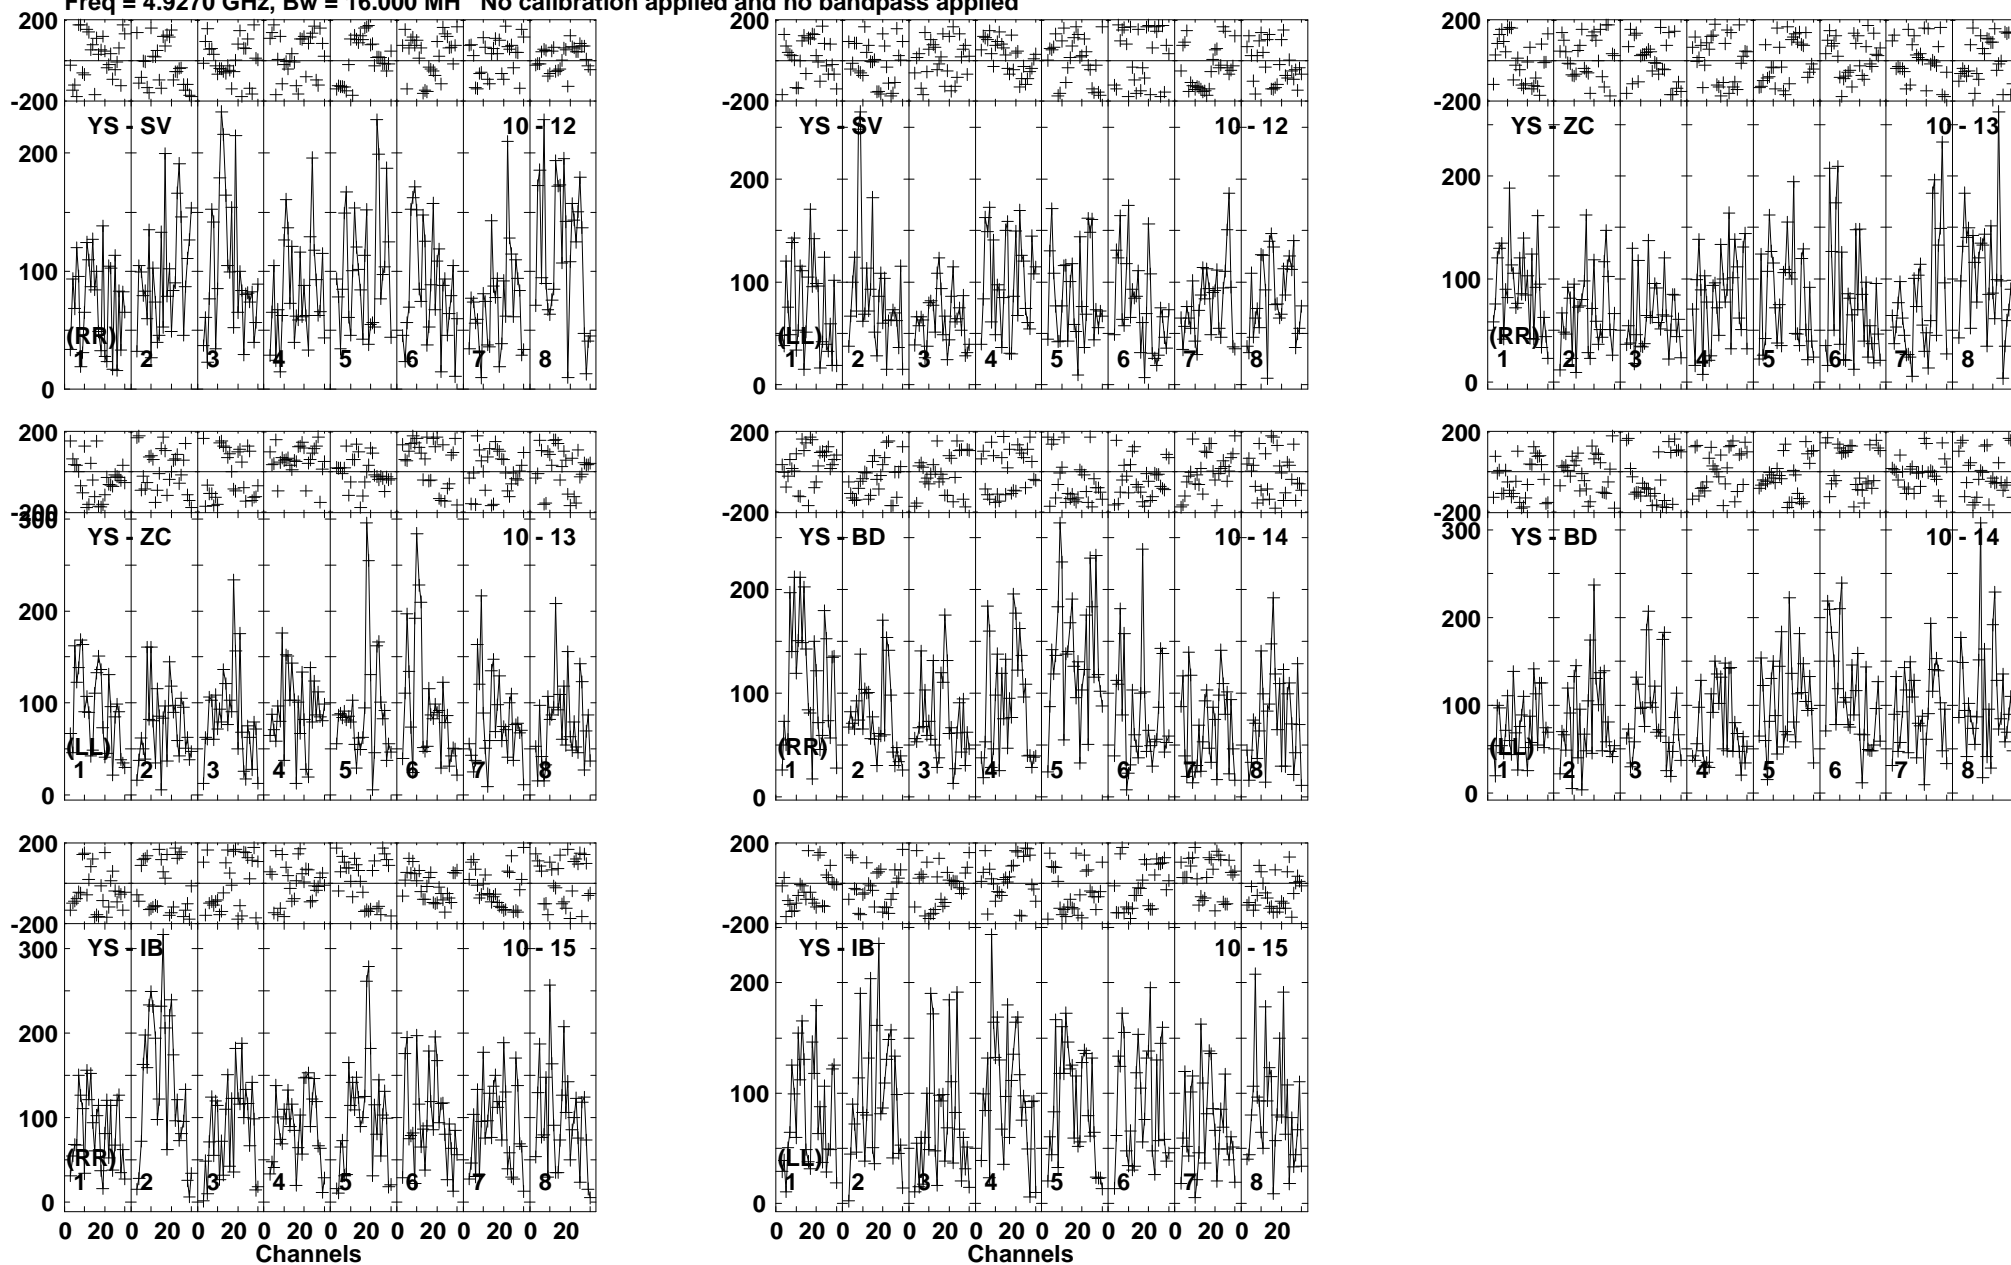 Freq = 4.9270 GHz, Bw = 16.000 MH No calibration applied and no bandpass applied
200 200 200
-200 -200 -200
YS - SV 10 - 12 YS - SV 10 - 12 YS - ZC 10 - 13
200 200 200
100 100 100
(RR) (LL) (RR)
1 2 3 4 5 6 7 8 1 2 3 4 5 6 7 8 1 2 3 4 5 6 7 8
0 0 0
200 200 200
-200 -200 -200
300
YS - ZC 10 - 13 YS - BD 10 - 14 YS - BD 10 - 14
300
200 200 200
100 100 100
(LL) (RR) (LL)
1 2 3 4 5 6 7 8 1 2 3 4 5 6 7 8 1 2 3 4 5 6 7 8
0 0 0
200 200
-200 -200
YS - IB 10 - 15 YS - IB 10 - 15
300
200 200
100 100
(RR) (LL)
1 2 3 4 5 6 7 8 1 2 3 4 5 6 7 8
0 0
0 20 0 20 0 20 0 20 0 20 0 20 0 20 0 20 0 20 0 20 0 20 0 20 0 20 0 20 0 20 0 20
Channels Channels